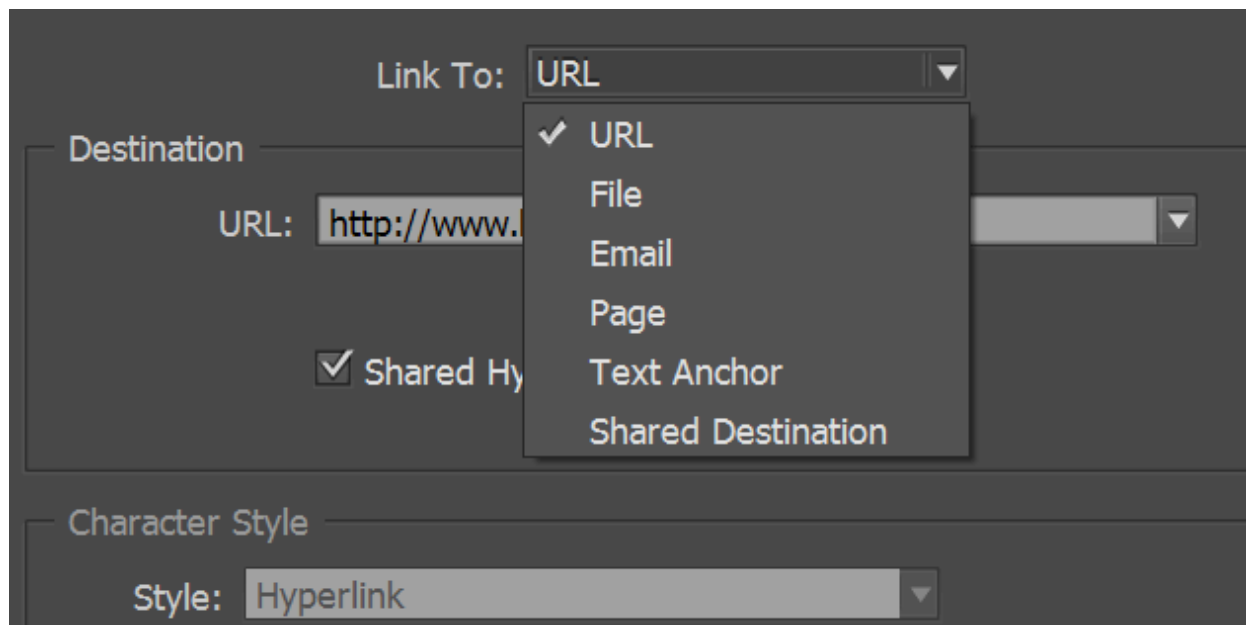 Link To: URL
URL
Destination
File
URL: http://www.
Email
Page
Shared
Text Anchor
Shared Destination
Character Style
Style: Hyperlink